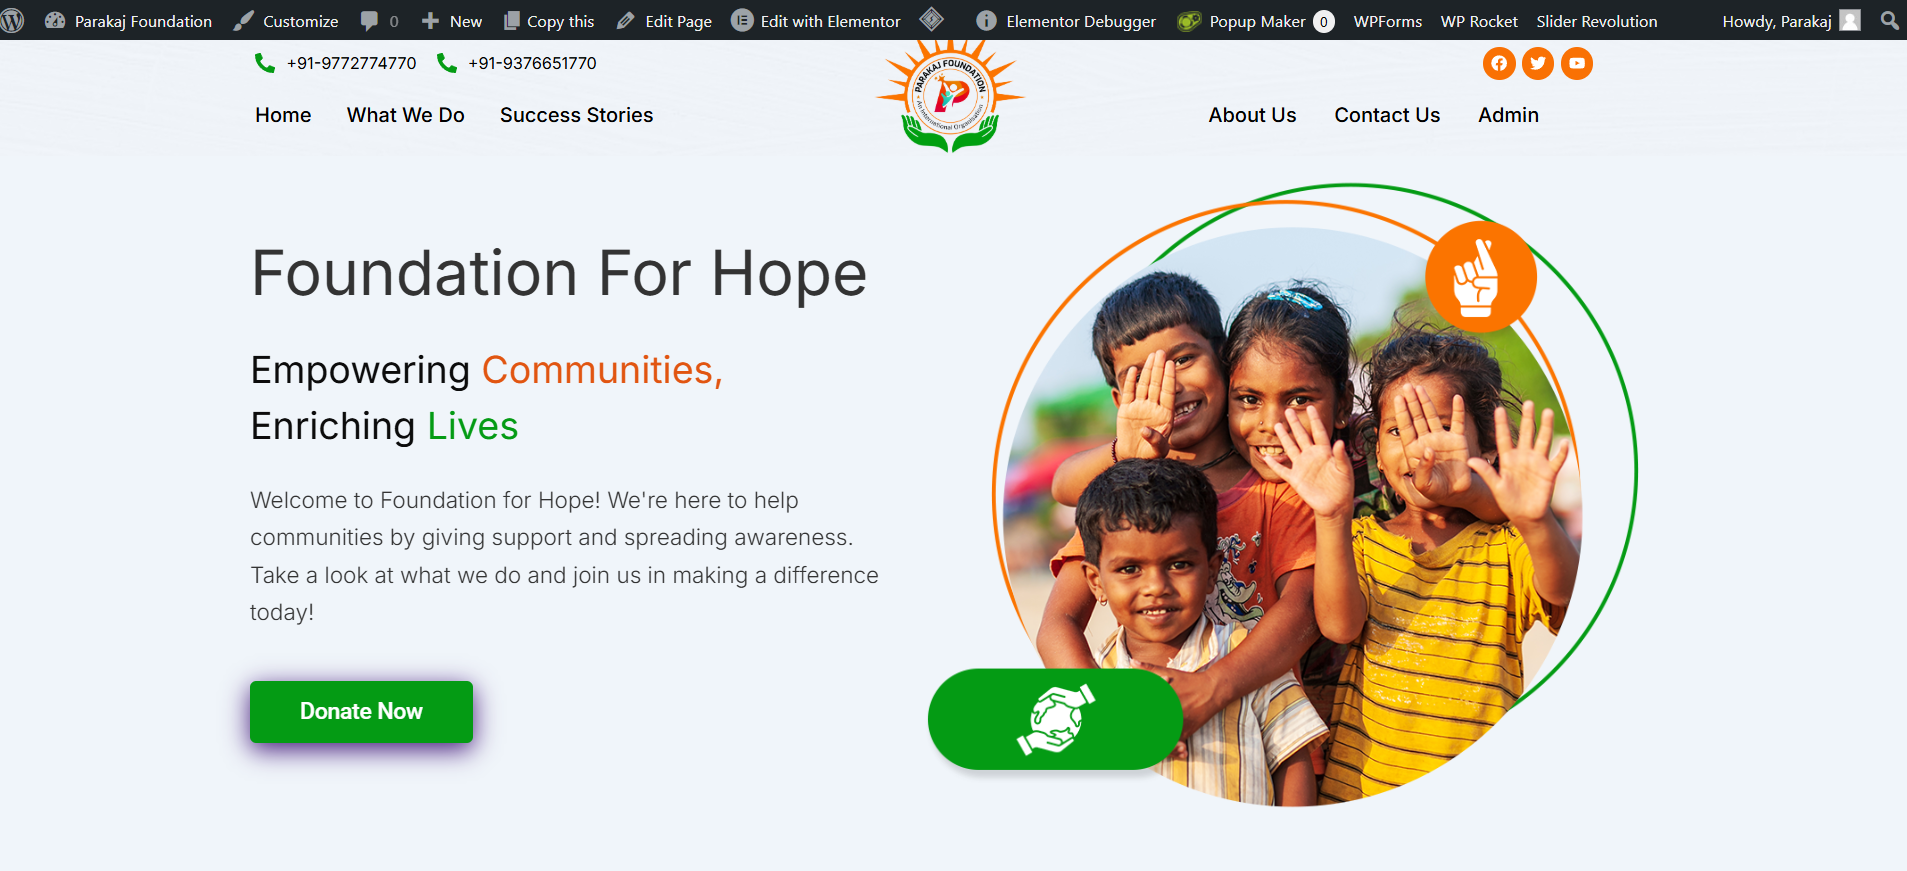 Parakaj Foundation Customize 0 New Copy this Edit Page Edit with Elementor Elementor Debugger Popup Maker 0 WPForms WP Rocket Slider Revolution Howdy, Parakaj
+91-9772774770 +91-9376651770
PARAKAJ FOUNDATION
An International Organisation
Home What We Do Success Stories About Us Contact Us Admin
Foundation For Hope
Empowering Communities,
Enriching Lives
Welcome to Foundation for Hope! We're here to help
communities by giving support and spreading awareness.
Take a look at what we do and join us in making a difference
today!
Donate Now